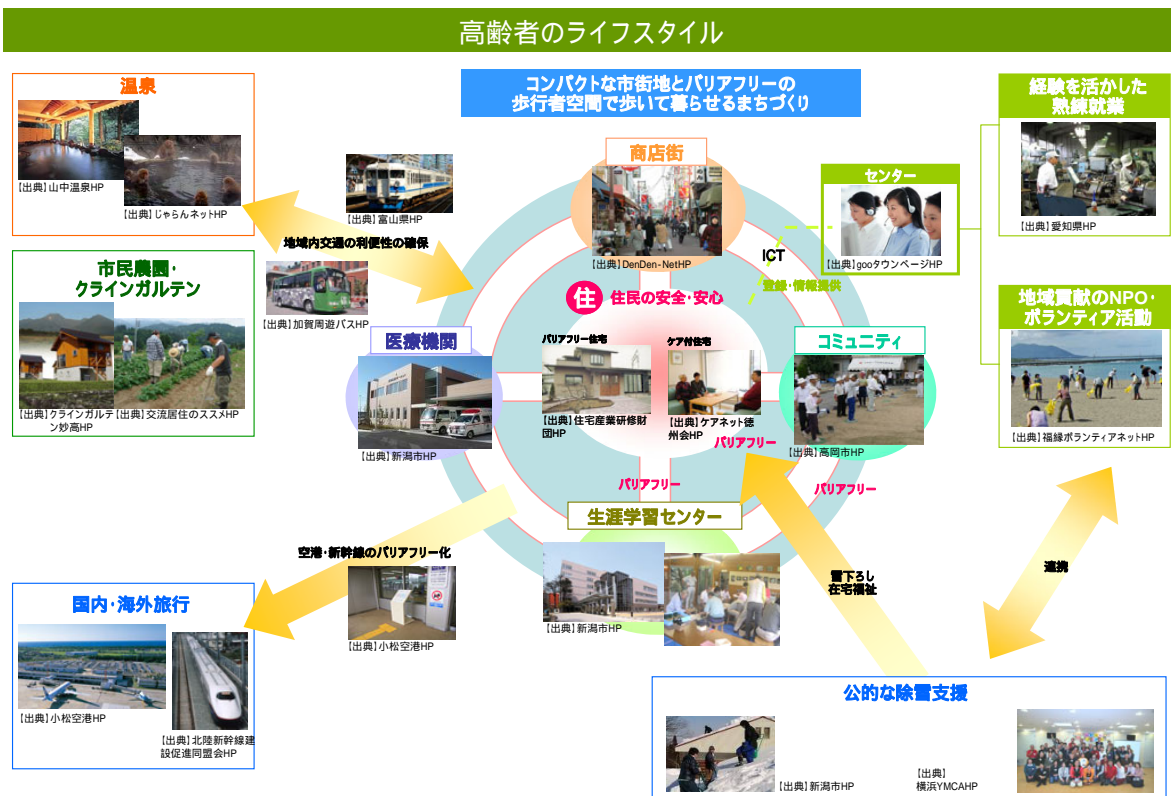 高齢者のライフスタイル
コンパクトな市街地とバリアフリーの
歩行者空間で歩いて暮らせるまちづくり
温泉
【出典】山中温泉HP
【出典】じゃらんネットHP
【出典】富山県HP
地域内交通の利便性の確保
【出典】加賀周遊バスHP
市民農園・
クラインガルテン
【出典】クラインガルテ
ン妙高HP
【出典】交流居住のススメHP
商店街
【出典】DenDen-NetHP
ICT
登録・情報提供
センター
【出典】gooタウンページHP
経験を活かした
熟練就業
【出典】愛知県HP
地域貢献のNPO・
ボランティア活動
【出典】福縁ボランティアネットHP
住 住民の安全・安心
医療機関
【出典】新潟市HP
バリアフリー住宅
【出典】住宅産業研修財
団HP
ケア付住宅
【出典】ケアネット徳
州会HP
バリアフリー
コミュニティ
【出典】高岡市HP
バリアフリー
バリアフリー
生涯学習センター
【出典】新潟市HP
空港・新幹線のバリアフリー化
【出典】小松空港HP
雪下ろし
在宅福祉
連携
国内・海外旅行
【出典】小松空港HP
【出典】北陸新幹線建
設促進同盟会HP
公的な除雪支援
【出典】新潟市HP
【出典】
横浜YMCAHP